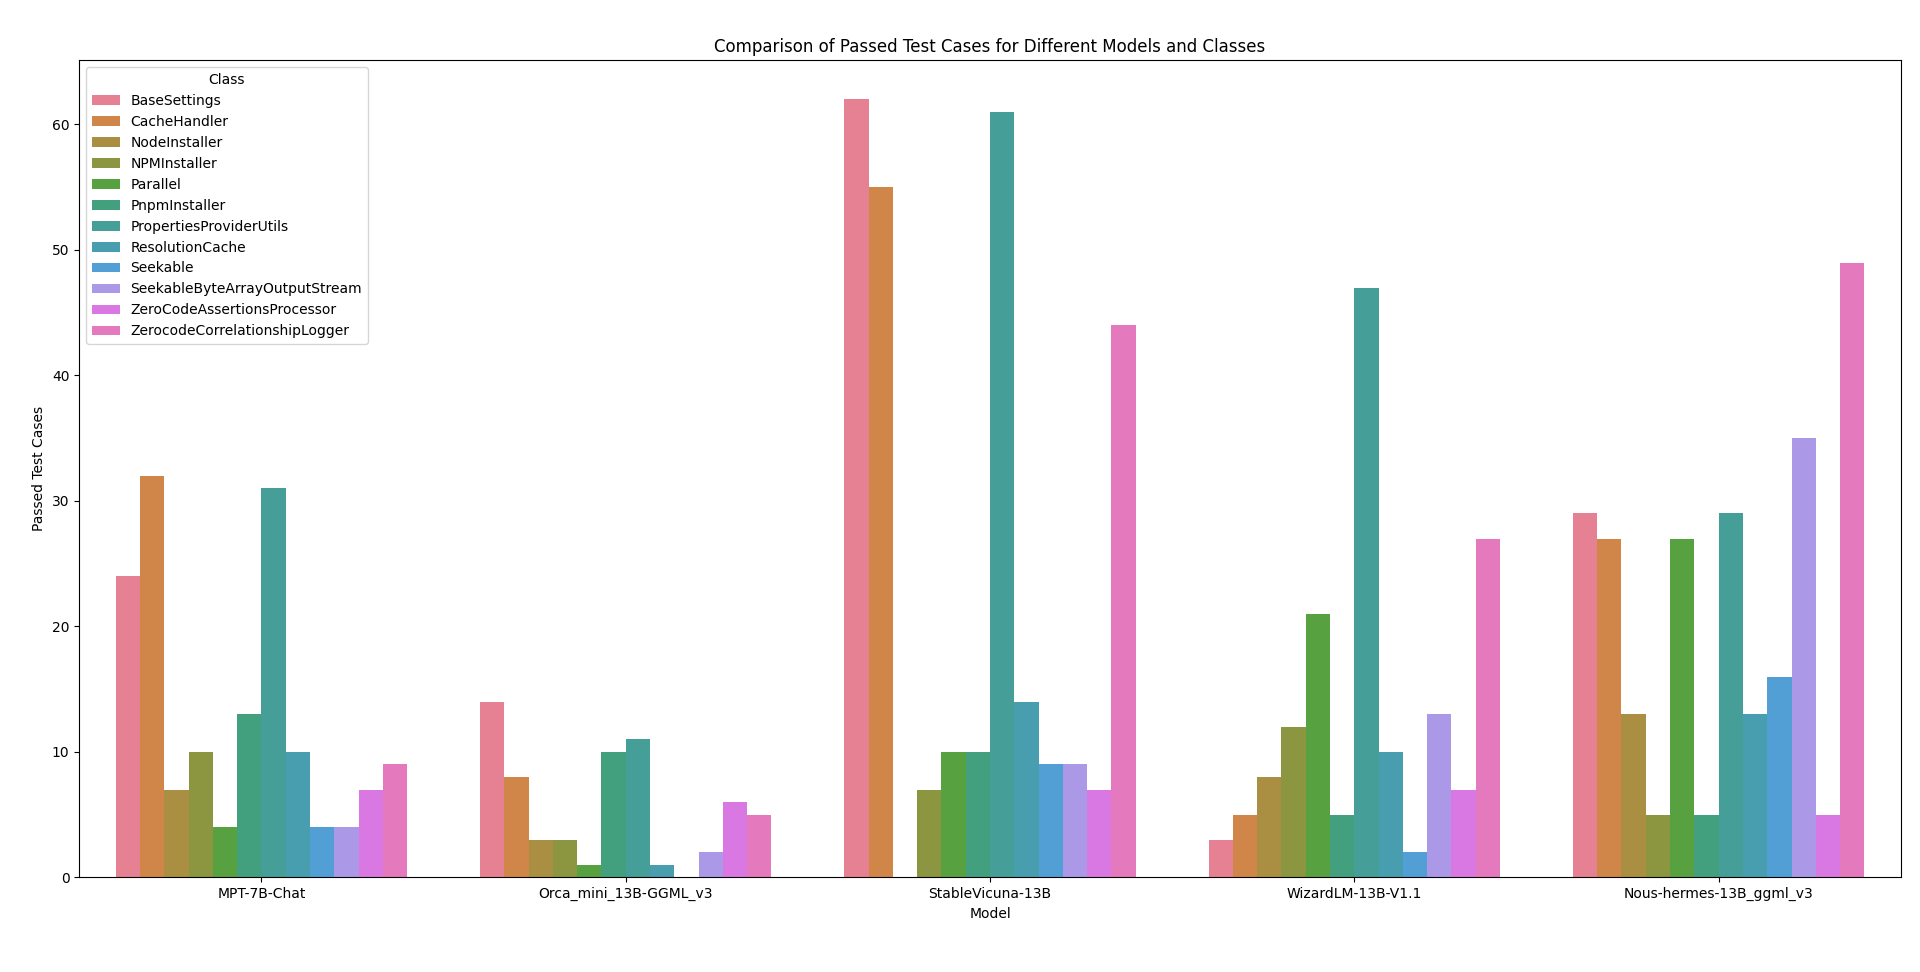 Comparison of Passed Test Cases for Different Models and Classes
Class
BaseSettings
CacheHandler
NodeInstaller
NPMInstaller
Parallel
PnpmInstaller
PropertiesProviderUtils
ResolutionCache
Seekable
SeekableByteArrayOutputStream
ZeroCodeAssertionsProcessor
ZerocodeCorrelationshipLogger
Passed Test Cases
60
50
40
30
20
10
0
MPT-7B-Chat
Orca_mini_13B-GGML_v3
StableVicuna-13B
WizardLM-13B-V1.1
Nous-hermes-13B_ggml_v3
Model